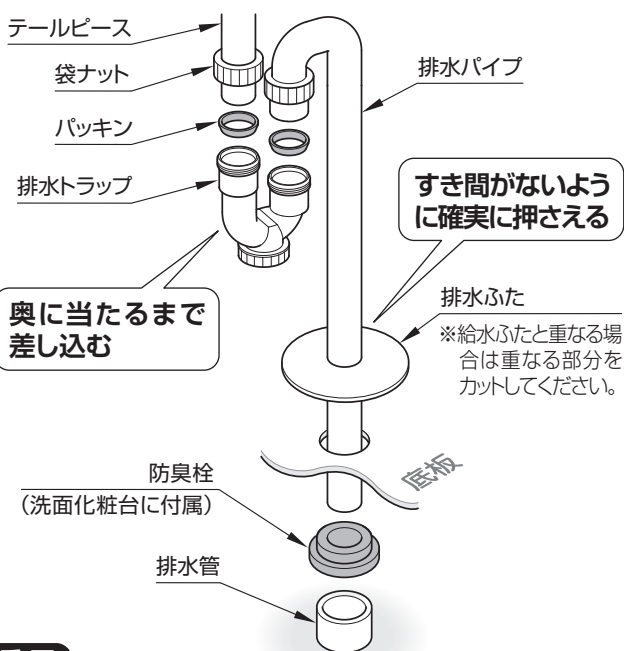 テールピース
袋ナット
パッキン
排水トラップ
奥に当たるまで
差し込む
排水パイプ
すき間がないよう
に確実に押さえる
排水ふた
※給水ふたと重なる場
合は重なる部分を
カットしてください。
底板
防臭栓
（洗面化粧台に付属）
排水管